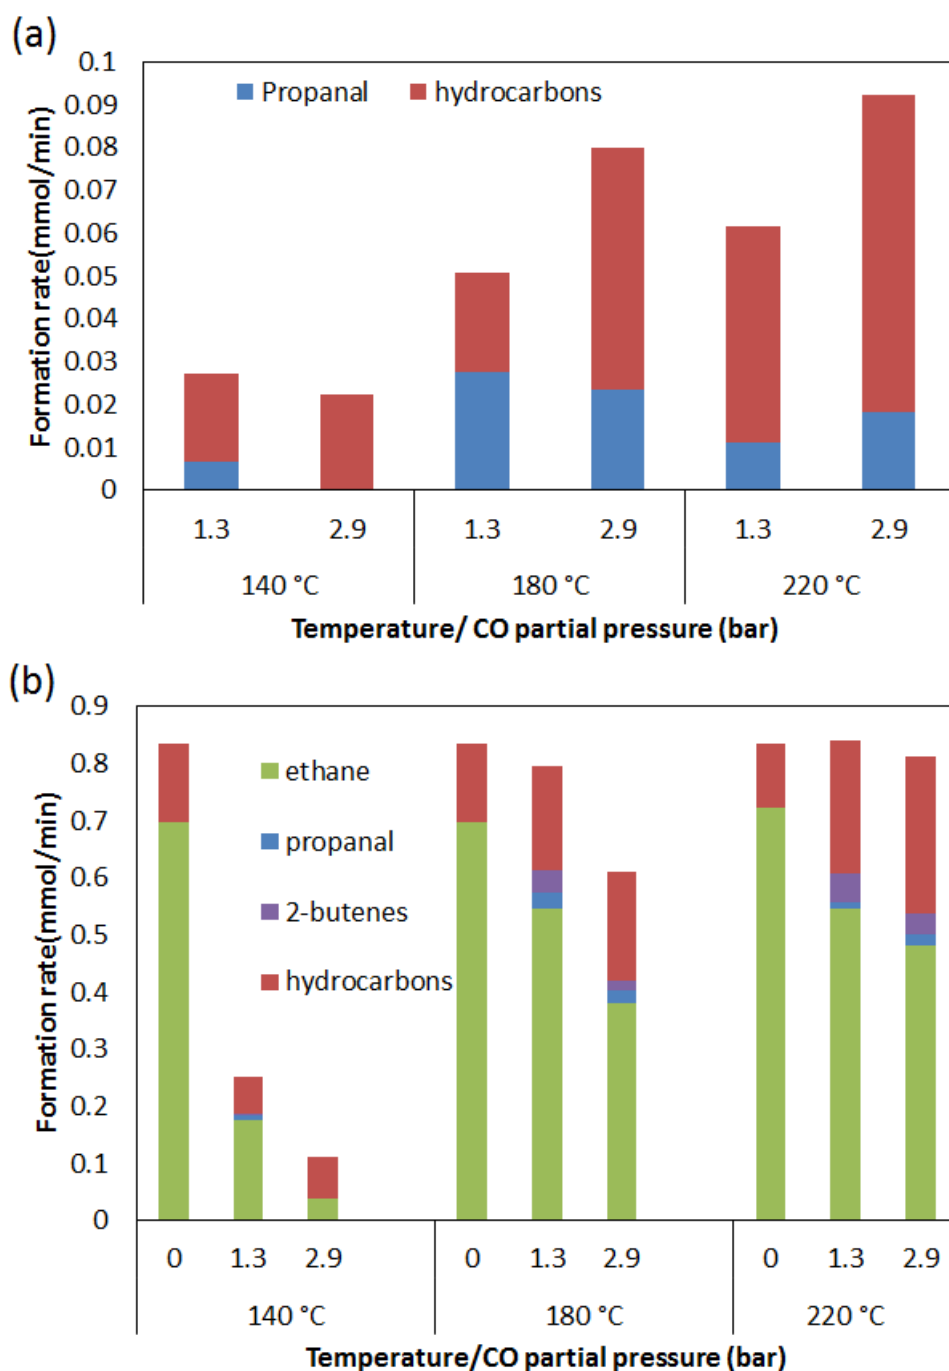 (a)
Formation rate(mmol/min)
0.1
0.09
0.08
0.07
0.06
0.05
0.04
0.03
0.02
0.01
0
Propanal hydrocarbons
1.3 2.9 1.3 2.9 1.3 2.9
140 °C 180 °C 220 °C
Temperature/ CO partial pressure (bar)
(b)
Formation rate(mmol/min)
0.9
0.8
0.7
0.6
0.5
0.4
0.3
0.2
0.1
0
ethane
propanal
2-butenes
hydrocarbons
0 1.3 2.9 0 1.3 2.9 0 1.3 2.9
140 °C 180 °C 220 °C
Temperature/CO partial pressure (bar)